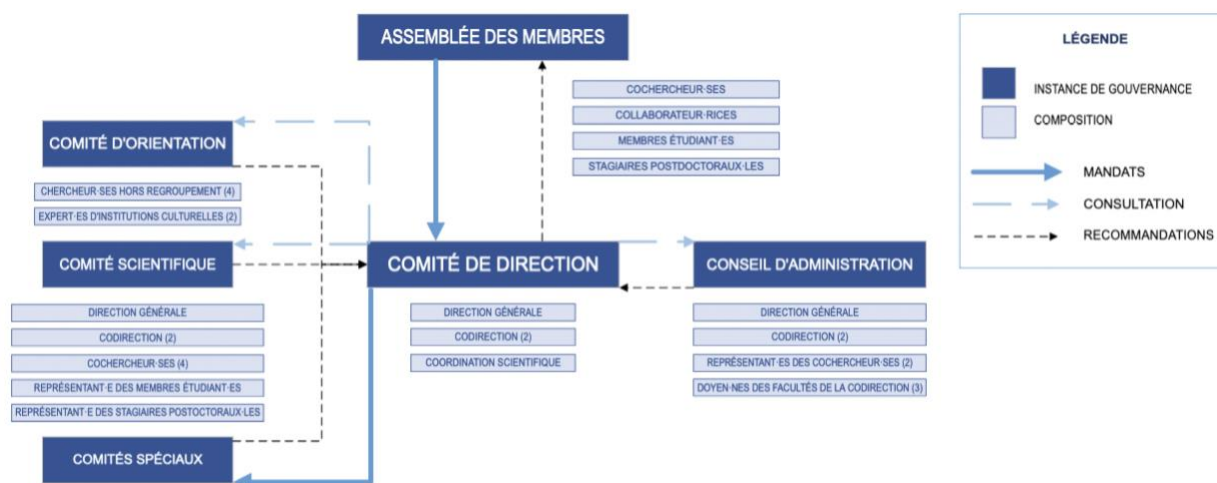 ASSEMBLÉE DES MEMBRES
COCHERCHEUR·SES
COLLABORATEUR·RICES
MEMBRES ÉTUDIANT·ES
STAGIAIRES POSTDOCTORAUX·LES
COMITÉ D'ORIENTATION
CHERCHEUR·SES HORS REGROUPEMENT (4)
EXPERT·ES D'INSTITUTIONS CULTURELLES (2)
COMITÉ SCIENTIFIQUE
DIRECTION GÉNÉRALE
CODIRECTION (2)
COCHERCHEUR·SES (4)
REPRÉSENTANT·E DES MEMBRES ÉTUDIANT·ES
REPRÉSENTANT·E DES STAGIAIRES POSTOCTORAUX·LES
COMITÉS SPÉCIAUX
COMITÉ DE DIRECTION
DIRECTION GÉNÉRALE
CODIRECTION (2)
COORDINATION SCIENTIFIQUE
CONSEIL D'ADMINISTRATION
DIRECTION GÉNÉRALE
CODIRECTION (2)
REPRÉSENTANT·ES DES COCHERCHEUR·SES (2)
DOYEN·NES DES FACULTÉS DE LA CODIRECTION (3)
LÉGENDE
INSTANCE DE GOUVERNANCE
COMPOSITION
MANDATS
CONSULTATION
RECOMMANDATIONS